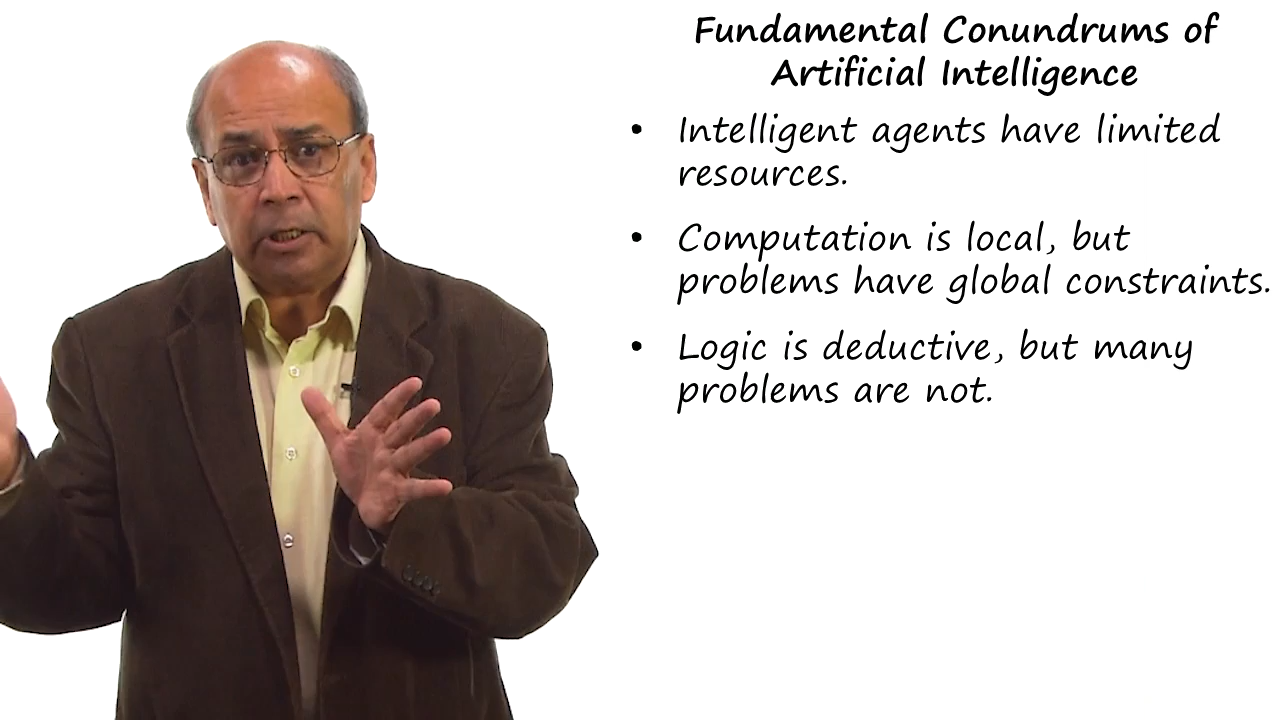 Fundamental Conundrums of
Artificial Intelligence
• Intelligent agents have limited
resources.
• Computation is local, but
problems have global constraints.
• Logic is deductive, but many
problems are not.